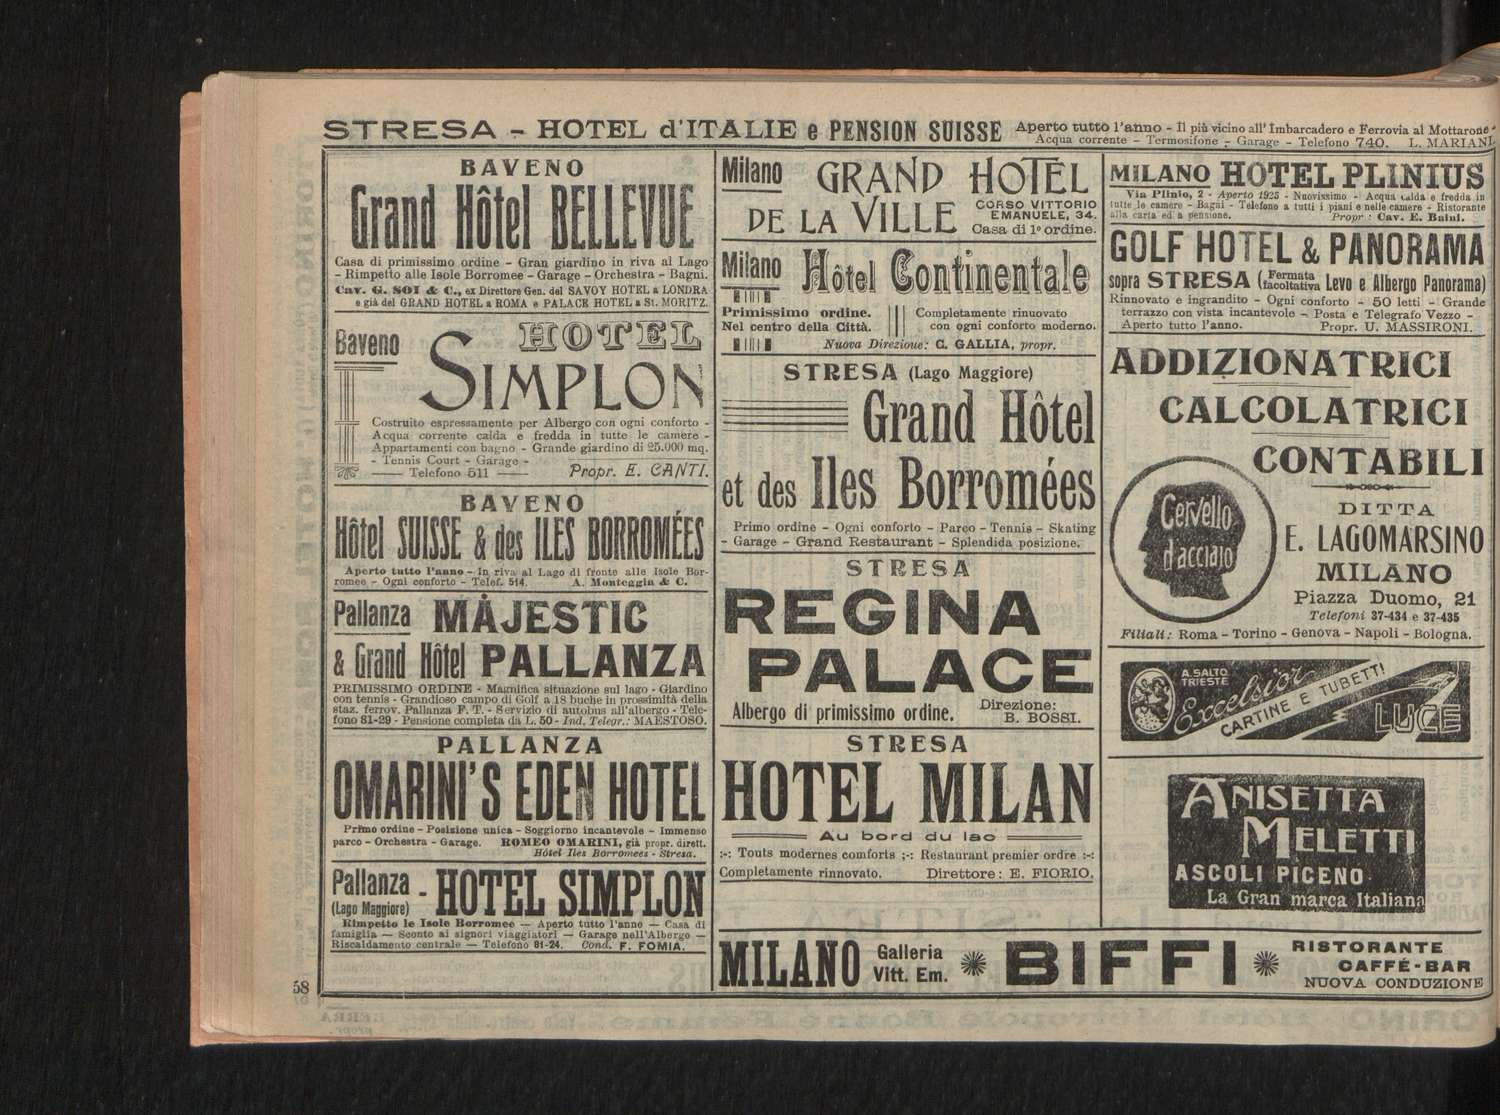 STRESA - HOTEL d'ITALIE e PENSION SUISSE Aperto tutto l'anno - Il più vicino all' Imbarcadero e Ferrovia al Mottarone -
Acqua corrente - Termosifone - Garage - Telefono 740. L. MARIANI.
BAVENO
Grand Hôtel BELLEVUE
Casa di primissimo ordine - Gran giardino in riva al Lago
- Rimpetto alle Isole Borromee - Garage - Orchestra - Bagni.
Cav. G. SOI & C., ex Direttore Gen. del SAVOY HOTEL a LONDRA
e già del GRAND HOTEL a ROMA e PALACE HOTEL a St. MORITZ.
Baveno
HOTEL
SIMPLON
Costruito espressamente per Albergo con ogni conforto -
Acqua corrente calda e fredda in tutte le camere -
Appartamenti con bagno - Grande giardino di 25.000 mq.
- Tennis Court - Garage -
Telefono 511
Propr. E. CANTI.
BAVENO
Hôtel SUISSE & des ILES BORROMÉES
Aperto tutto l'anno - In riva al Lago di fronte alle Isole Bor-
romee - Ogni conforto - Telef. 514. A. Monteggia & C.
Pallanza MAJESTIC
& Grand Hôtel PALLANZA
PRIMISSIMO ORDINE - Magnifica situazione sul lago - Giardino
con tennis - Grandioso campo di Golf a 18 buche in prossimità della
staz. ferrov. Pallanza F. T. - Servizio di autobus all'albergo - Tele-
fono 81-29 - Pensione completa da L. 50 - Ind. Telegr.: MAESTOSO.
PALLANZA
OMARINI'S EDEN HOTEL
Primo ordine - Posizione unica - Soggiorno incantevole - Immenso
parco - Orchestra - Garage. ROMEO OMARINI, già propr. dirett.
Hôtel Iles Borromees - Stresa.
Pallanza
(Lago Maggiore)
- HOTEL SIMPLON
Rimpetto le Isole Borromee — Aperto tutto l'anno — Casa di
famiglia — Sconto ai signori viaggiatori — Garage nell'Albergo —
Riscaldamento centrale — Telefono 81-24. Cond. F. FOMIA.
58
Milano GRAND HOTEL
DE LA VILLE
CORSO VITTORIO
EMANUELE, 34.
Casa di 1º ordine.
Milano Hôtel Continentale
Primissimo ordine.
Nel centro della Città.
Completamente rinuovato
con ogni conforto moderno.
Nuova Direzione: C. GALLIA, propr.
STRESA (Lago Maggiore)
Grand Hôtel
et des Iles Borromées
Primo ordine - Ogni conforto - Parco - Tennis - Skating
- Garage - Grand Restaurant - Splendida posizione.
STRESA
REGINA
PALACE
Albergo di primissimo ordine.
Direzione:
B. BOSSI.
STRESA
HOTEL MILAN
Au bord du lac
:-: Touts modernes comforts ;-: Restaurant premier ordre :-:
Completamente rinnovato. Direttore: E. FIORIO.
MILANO HOTEL PLINIUS
Via Plinio, 2 - Aperto 1925 - Nuovissimo - Acqua calda e fredda in
tutte le camere - Bagni - Telefono a tutti i piani e nelle camere - Ristorante
alla carta ed a pensione. Propr: Cav. E. Buini.
GOLF HOTEL & PANORAMA
sopra STRESA (Fermata facoltativa Levo e Albergo Panorama)
Rinnovato e ingrandito - Ogni conforto - 50 letti - Grande
terrazzo con vista incantevole - Posta e Telegrafo Vezzo -
Aperto tutto l'anno. Propr. U. MASSIRONI.
ADDIZIONATRICI
CALCOLATRICI
CONTABILI
Cervello
d'acciaio
DITTA
E. LAGOMARSINO
MILANO
Piazza Duomo, 21
Telefoni 37-434 e 37-435
Filiali: Roma - Torino - Genova - Napoli - Bologna.
A. SALTO
TRIESTE
Excelsior
CARTINE E TUBETTI
LUCE
ANISETTA
MELETTI
ASCOLI PICENO
La Gran marca Italiana
MILANO Galleria
Vitt. Em.
BIFFI
RISTORANTE
CAFFÉ-BAR
NUOVA CONDUZIONE